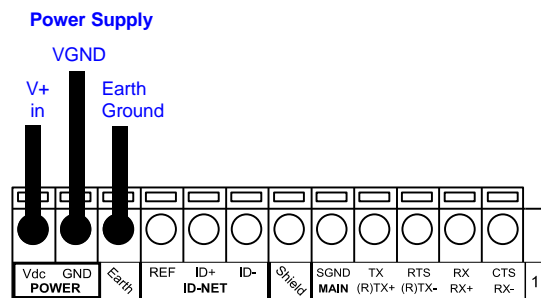 Power Supply
VGND
V+
in
Earth
Ground
Vdc GND Earth REF ID+ ID- Shield SGND TX RTS RX CTS
POWER ID-NET MAIN (R)TX+ (R)TX- RX+ RX-
1